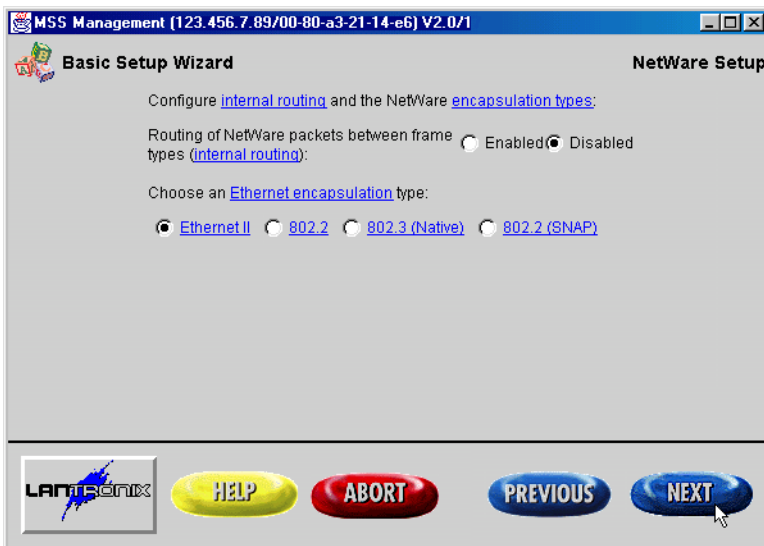 MSS Management (123.456.7.89/00-80-a3-21-14-e6) V2.0/1
Basic Setup Wizard
NetWare Setup
Configure internal routing and the NetWare encapsulation types:
Routing of NetWare packets between frame
types (internal routing):
Enabled Disabled
Choose an Ethernet encapsulation type:
Ethernet II 802.2 802.3 (Native) 802.2 (SNAP)
LANTRONIX
HELP
ABORT
PREVIOUS
NEXT